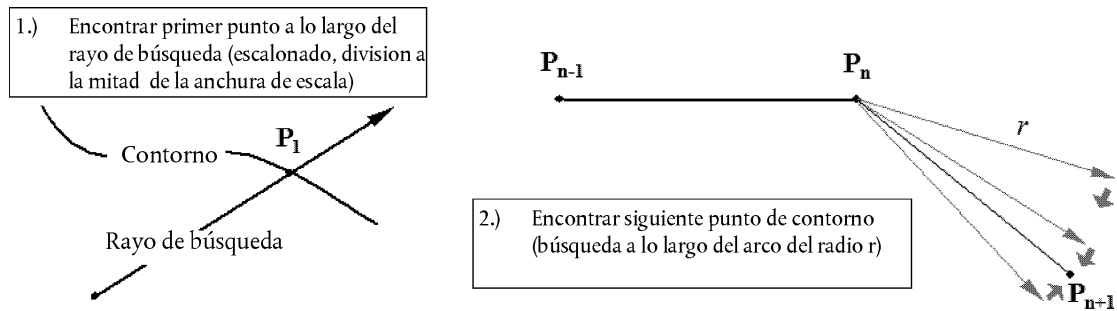 1.) Encontrar primer punto a lo largo del
rayo de búsqueda (escalonado, division a
la mitad de la anchura de escala)
P1
Contorno
Rayo de búsqueda
Pn-1
Pn
r
2.) Encontrar siguiente punto de contorno
(búsqueda a lo largo del arco del radio r)
Pn+1